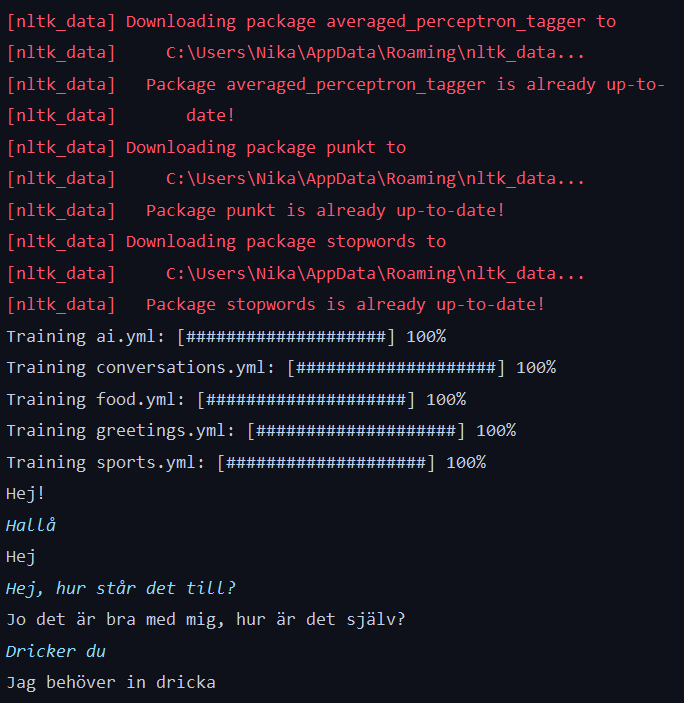 [nltk_data] Downloading package averaged_perceptron_tagger to
[nltk_data]     C:\Users\Nika\AppData\Roaming\nltk_data...
[nltk_data]   Package averaged_perceptron_tagger is already up-to-
[nltk_data]       date!
[nltk_data] Downloading package punkt to
[nltk_data]     C:\Users\Nika\AppData\Roaming\nltk_data...
[nltk_data]   Package punkt is already up-to-date!
[nltk_data] Downloading package stopwords to
[nltk_data]     C:\Users\Nika\AppData\Roaming\nltk_data...
[nltk_data]   Package stopwords is already up-to-date!
Training ai.yml: [####################] 100%
Training conversations.yml: [####################] 100%
Training food.yml: [####################] 100%
Training greetings.yml: [####################] 100%
Training sports.yml: [####################] 100%
Hej!
Hallå
Hej
Hej, hur står det till?
Jo det är bra med mig, hur är det själv?
Dricker du
Jag behöver in dricka